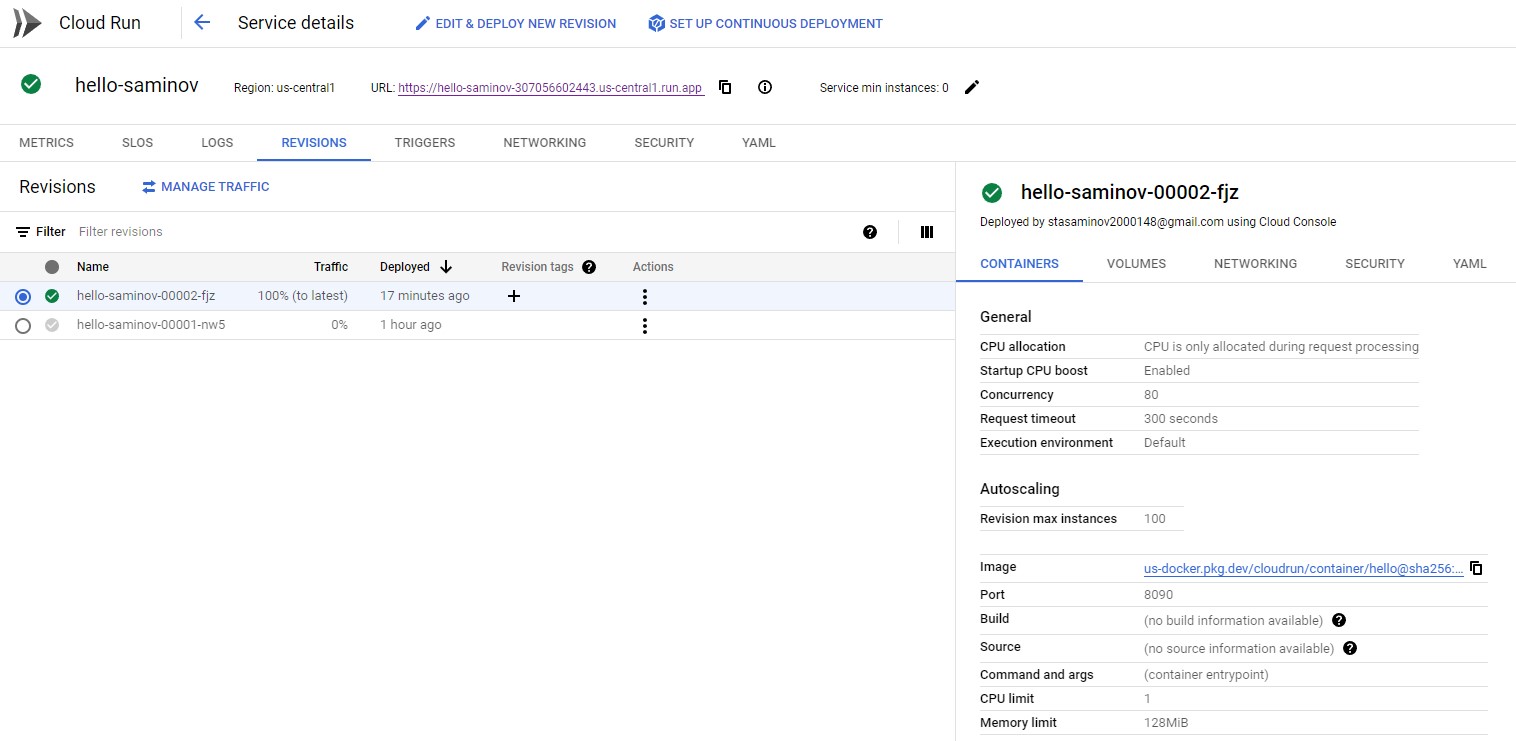 Cloud Run
Service details
EDIT & DEPLOY NEW REVISION
SET UP CONTINUOUS DEPLOYMENT
hello-saminov
Region: us-central1
URL: https://hello-saminov-307056602443.us-central1.run.app
Service min instances: 0
METRICS
SLOS
LOGS
REVISIONS
TRIGGERS
NETWORKING
SECURITY
YAML
Revisions
MANAGE TRAFFIC
Filter
Filter revisions
Name
Traffic
Deployed
Revision tags
Actions
hello-saminov-00002-fjz
100% (to latest)
17 minutes ago
hello-saminov-00001-nw5
0%
1 hour ago
hello-saminov-00002-fjz
Deployed by stasaminov2000148@gmail.com using Cloud Console
CONTAINERS
VOLUMES
NETWORKING
SECURITY
YAML
General
CPU allocation
CPU is only allocated during request processing
Startup CPU boost
Enabled
Concurrency
80
Request timeout
300 seconds
Execution environment
Default
Autoscaling
Revision max instances
100
Image
us-docker.pkg.dev/cloudrun/container/hello@sha256:...
Port
8090
Build
(no build information available)
Source
(no source information available)
Command and args
(container entrypoint)
CPU limit
1
Memory limit
128MiB